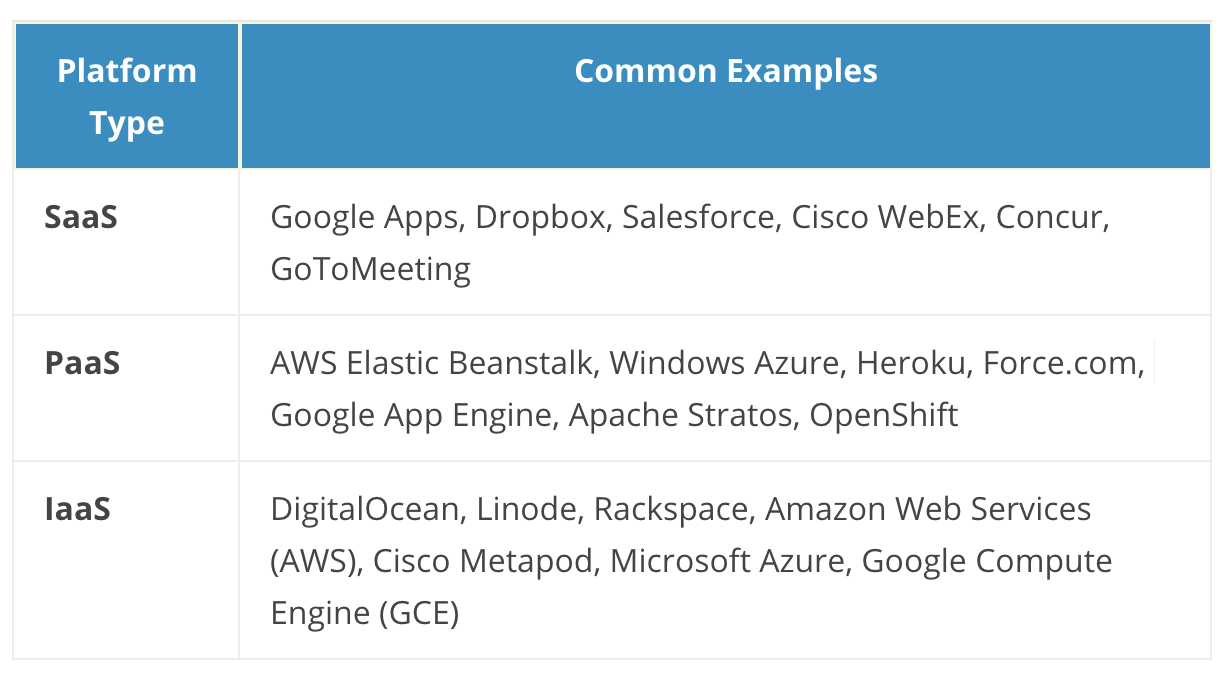 Platform
Type
Common Examples
SaaS
Google Apps, Dropbox, Salesforce, Cisco WebEx, Concur,
GoToMeeting
PaaS
AWS Elastic Beanstalk, Windows Azure, Heroku, Force.com,
Google App Engine, Apache Stratos, OpenShift
IaaS
DigitalOcean, Linode, Rackspace, Amazon Web Services
(AWS), Cisco Metapod, Microsoft Azure, Google Compute
Engine (GCE)